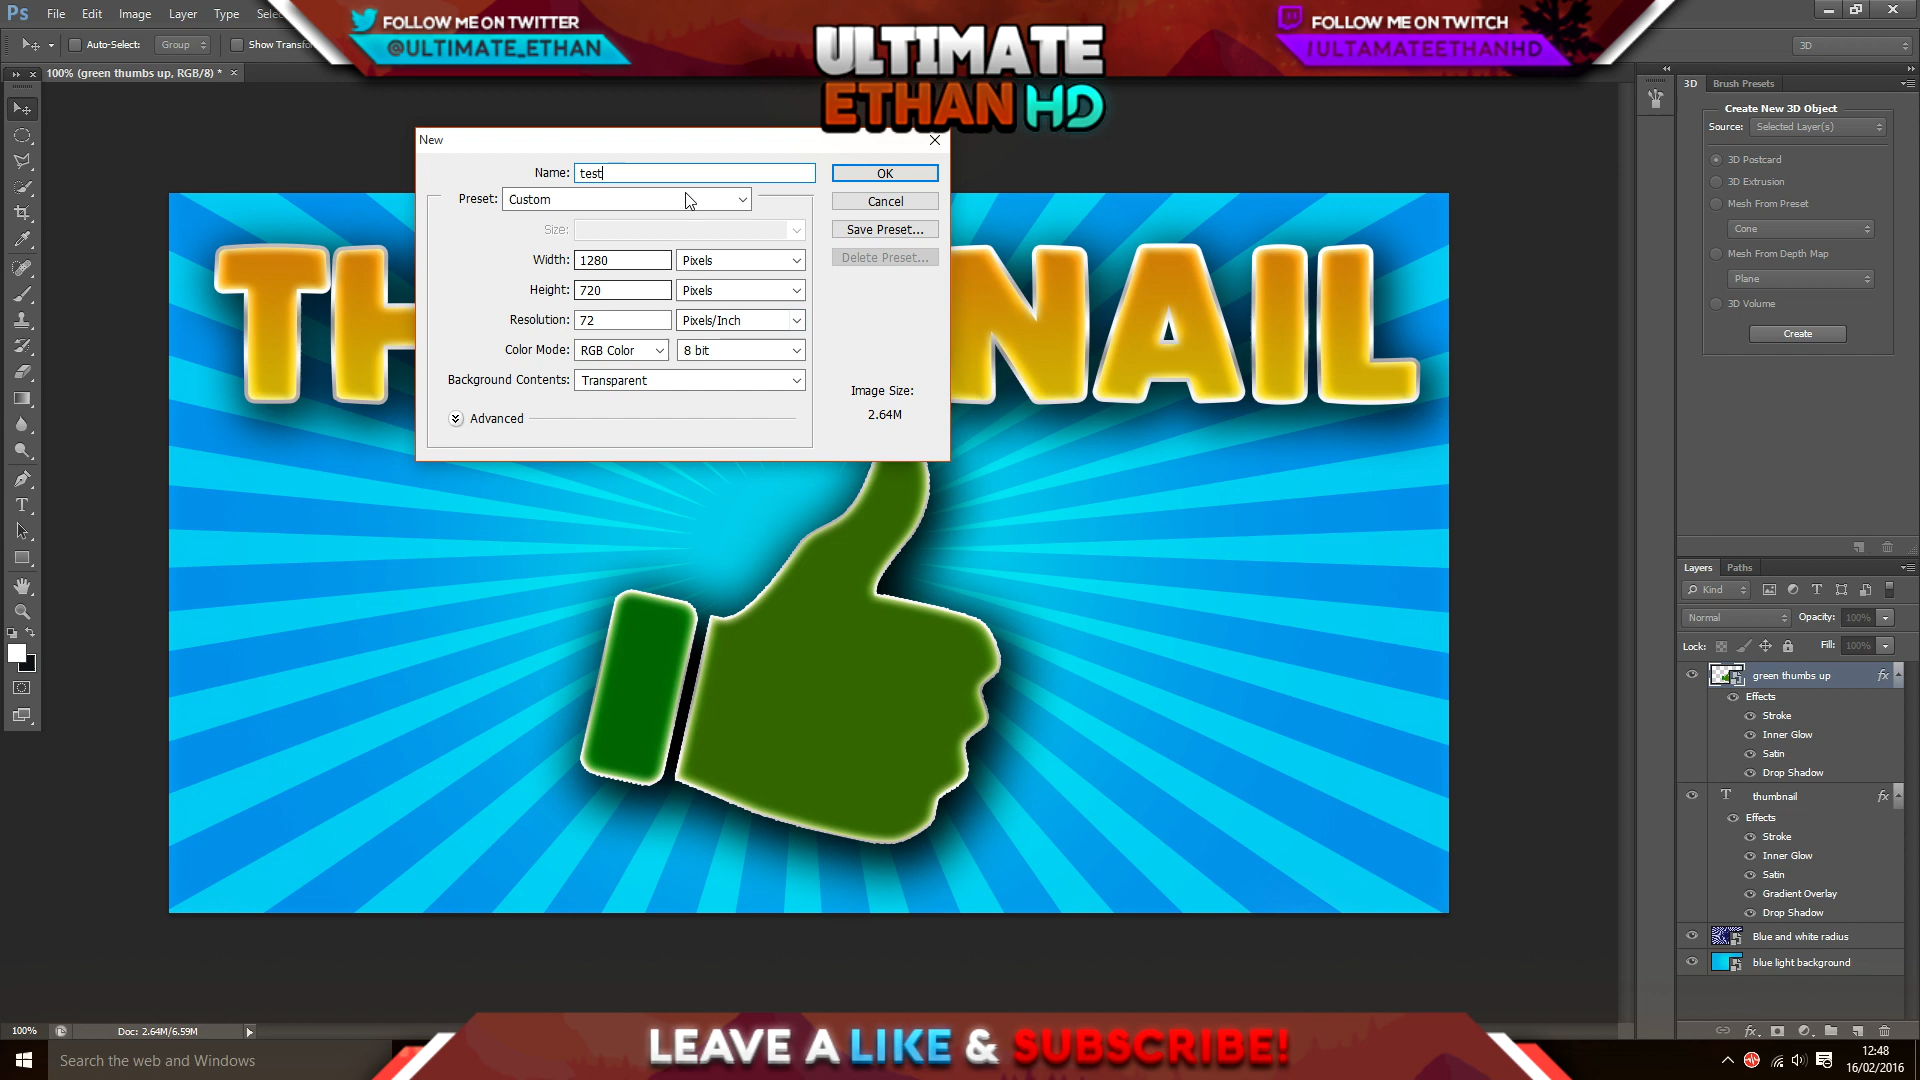 Ps File Edit Image Layer Type
FOLLOW ME ON TWITTER
@ULTIMATE_ETHAN
ULTIMATE
ETHAN HD
FOLLOW ME ON TWITCH
/ULTAMATEETHANHD
Auto-Select: Group Show Transfo
3D
100% (green thumbs up, RGB/8) *
3D Brush Presets
Create New 3D Object
Source: Selected Layer(s)
3D Postcard
3D Extrusion
Mesh From Preset
Cone
Mesh From Depth Map
Plane
3D Volume
Create
New
Name: test
OK
Preset: Custom
Cancel
Size:
Save Preset...
Width: 1280 Pixels
Delete Preset...
Height: 720 Pixels
Resolution: 72 Pixels/Inch
Color Mode: RGB Color 8 bit
Background Contents: Transparent
Image Size:
2.64M
Advanced
TH NAIL
Layers Paths
Kind
Normal Opacity: 100%
Lock: Fill: 100%
green thumbs up fx
Effects
Stroke
Inner Glow
Satin
Drop Shadow
T thumbnail fx
Effects
Stroke
Inner Glow
Satin
Gradient Overlay
Drop Shadow
Blue and white radius
blue light background
100% Doc: 2.64M/6.59M
LEAVE A LIKE & SUBSCRIBE!
Search the web and Windows
12:48
16/02/2016